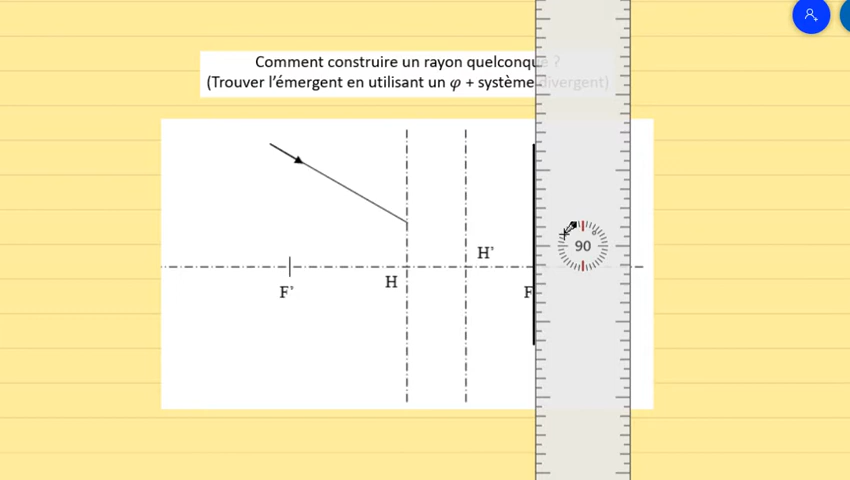 Comment construire un rayon quelconque ?
(Trouver l’émergent en utilisant un φ + système divergent)
H'
H
F'
F
90